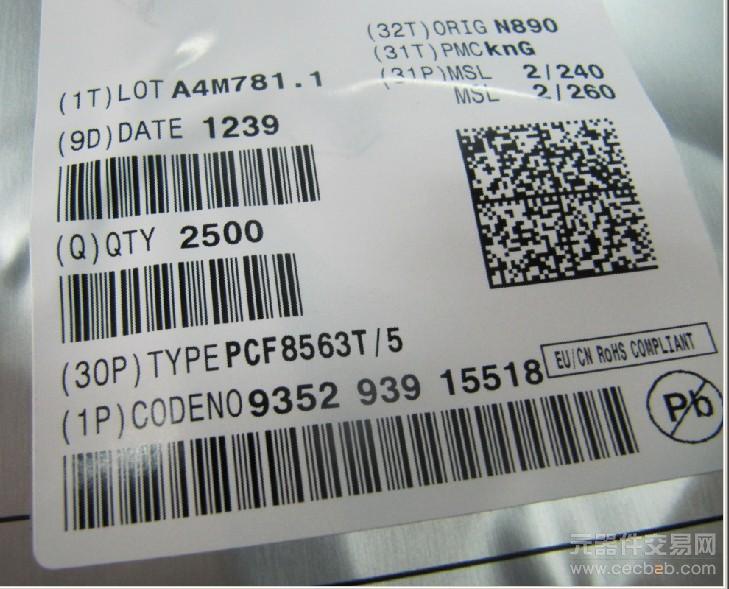 (32T)ORIG N890
(31T)PMC knG
(31P)MSL 2/240
MSL 2/260
(1T)LOT A4M781.1
(9D)DATE 1239
(Q)QTY 2500
(30P)TYPE PCF8563T/5
(1P)CODENO 9352 939 15518
EU/CN RoHS COMPLIANT
Pb
元器件交易网
www.cecb2b.com